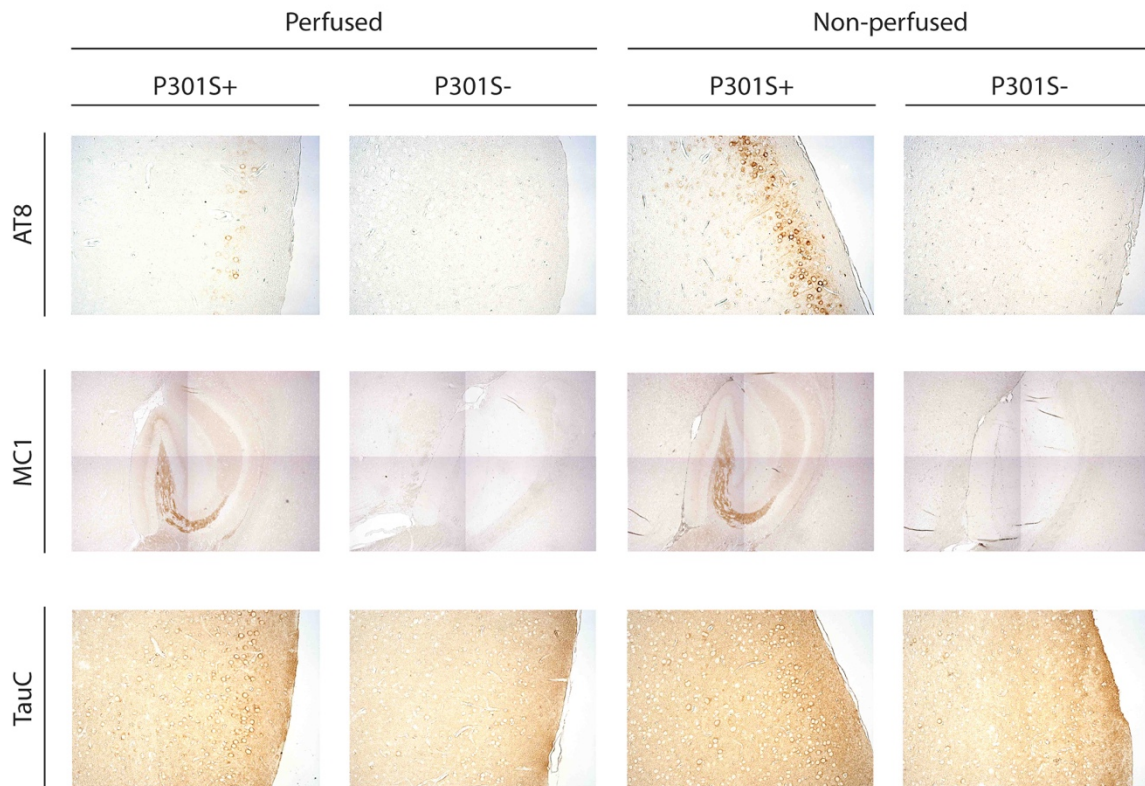 Perfused Non-perfused
P301S+ P301S- P301S+ P301S-
AT8
MC1
TauC